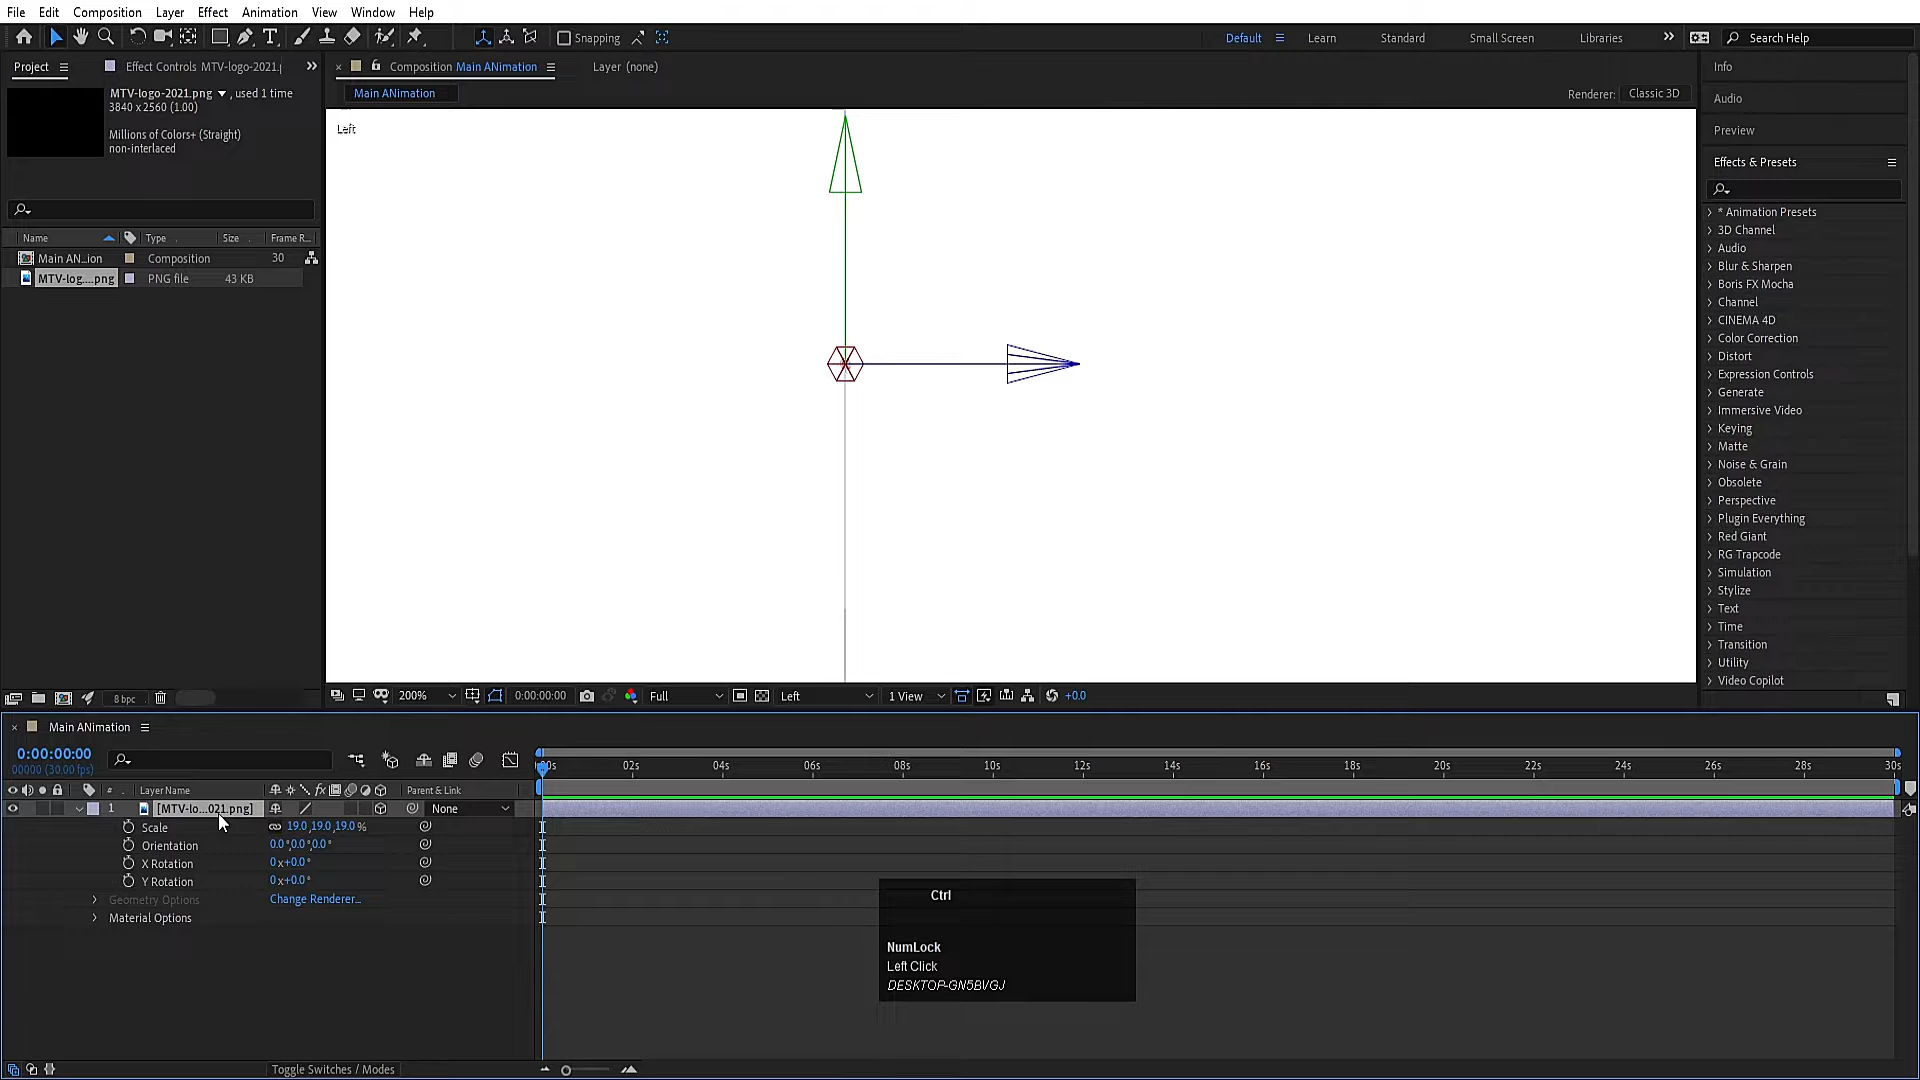 File Edit Composition Layer Effect Animation View Window Help
Snapping Default Learn Standard Small Screen Libraries Search Help
Project Effect Controls MTV-logo-2021.
MTV-logo-2021.png , used 1 time
3840 x 2560 (1.00)
Millions of Colors+ (Straight)
non-interlaced
Name Type Size Frame R...
Main AN...ion Composition 30
MTV-log....png PNG file 43 KB
8 bpc
Composition Main ANimation Layer (none)
Main ANimation Renderer: Classic 3D
Left
200% 0:00:00:00 Full Left 1 View +0.0
Info
Audio
Preview
Effects & Presets
* Animation Presets
3D Channel
Audio
Blur & Sharpen
Boris FX Mocha
Channel
CINEMA 4D
Color Correction
Distort
Expression Controls
Generate
Immersive Video
Keying
Matte
Noise & Grain
Obsolete
Perspective
Plugin Everything
Red Giant
RG Trapcode
Simulation
Stylize
Text
Time
Transition
Utility
Video Copilot
Main ANimation
0:00:00:00
00000 (30.00 fps)
# Layer Name fx Parent & Link
1 [MTV-lo...021.png] None
Scale 19.0,19.0,19.0%
Orientation 0.0°,0.0°,0.0°
X Rotation 0x+0.0°
Y Rotation 0x+0.0°
Geometry Options Change Renderer...
Material Options
Toggle Switches / Modes
02s 04s 06s 08s 10s 12s 14s 16s 18s 20s 22s 24s 26s 28s 30s
Ctrl
NumLock
Left Click
DESKTOP-GN5BVGJ